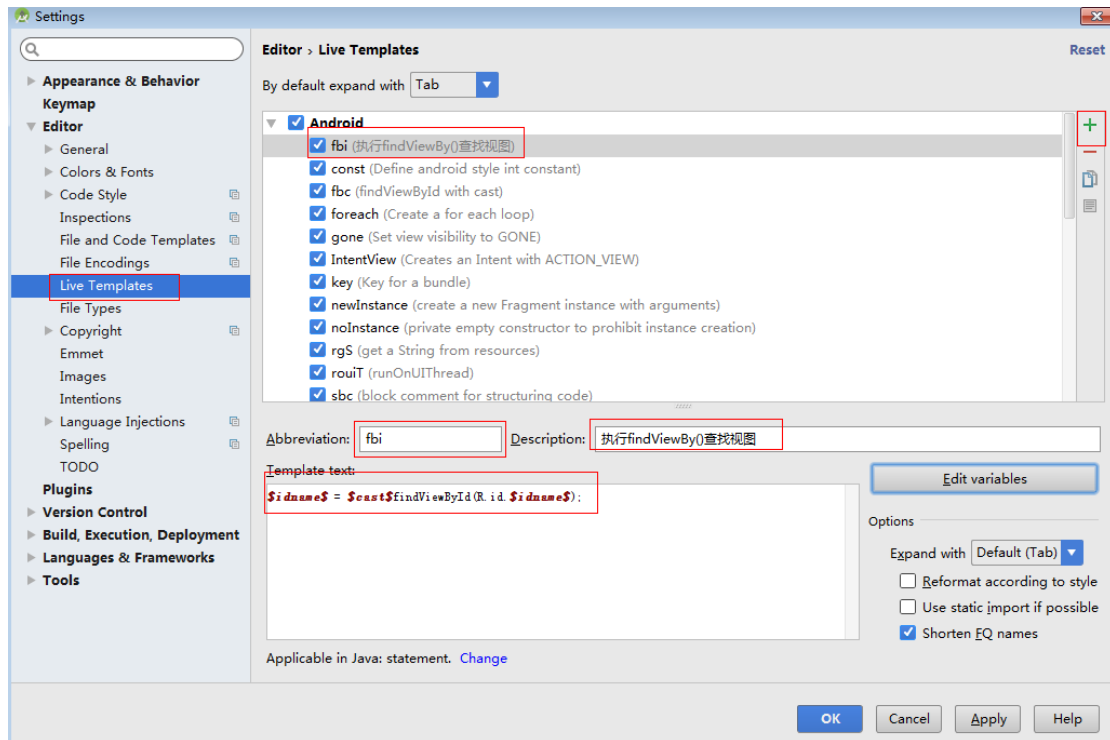 Settings
Editor › Live Templates
Reset
By default expand with Tab
Appearance & Behavior
Keymap
Editor
General
Colors & Fonts
Code Style
Inspections
File and Code Templates
File Encodings
Live Templates
File Types
Copyright
Emmet
Images
Intentions
Language Injections
Spelling
TODO
Plugins
Version Control
Build, Execution, Deployment
Languages & Frameworks
Tools
Android
fbi (执行findViewBy()查找视图)
const (Define android style int constant)
fbc (findViewById with cast)
foreach (Create a for each loop)
gone (Set view visibility to GONE)
IntentView (Creates an Intent with ACTION_VIEW)
key (Key for a bundle)
newInstance (create a new Fragment instance with arguments)
noInstance (private empty constructor to prohibit instance creation)
rgS (get a String from resources)
rouiT (runOnUIThread)
sbc (block comment for structuring code)
Abbreviation: fbi Description: 执行findViewBy()查找视图
Template text:
$idname$ = $cast$findViewById(R.id.$idname$);
Edit variables
Options
Expand with Default (Tab)
Reformat according to style
Use static import if possible
Shorten FQ names
Applicable in Java: statement. Change
OK Cancel Apply Help